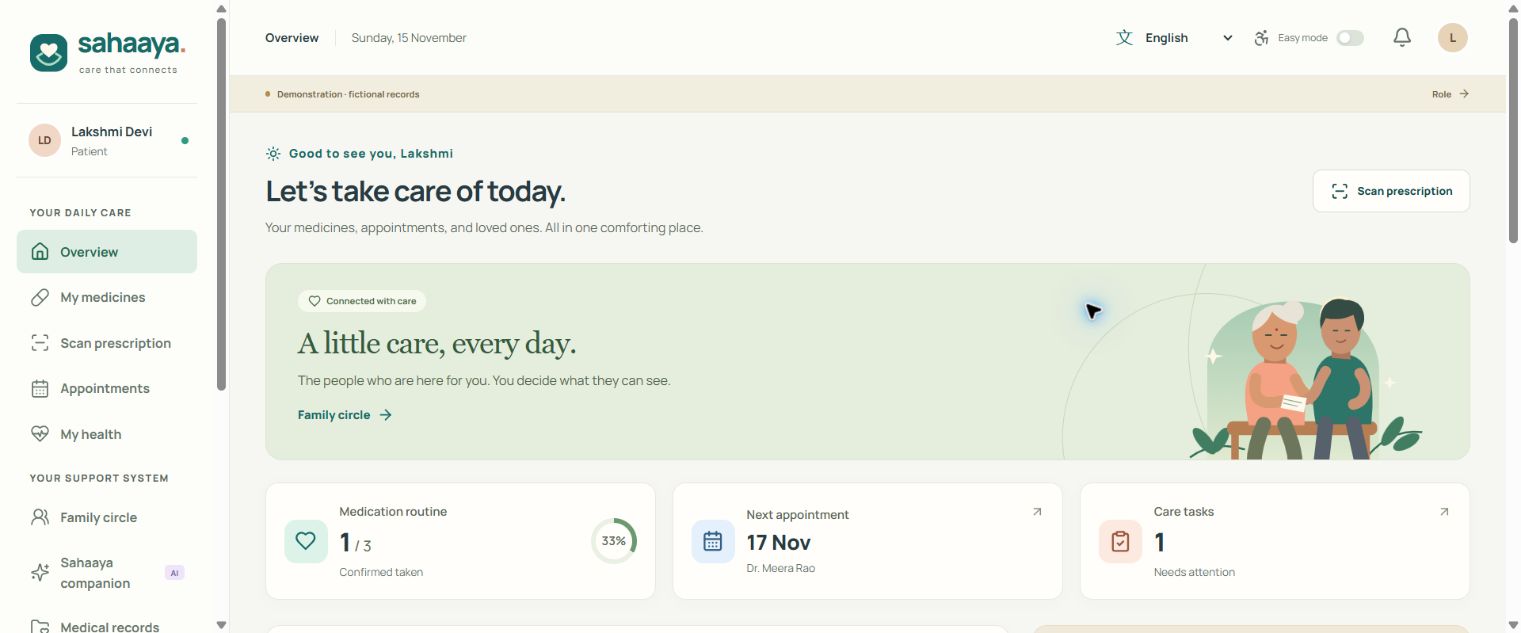 sahaaya.
care that connects
LD
Lakshmi Devi
Patient
YOUR DAILY CARE
Overview
My medicines
Scan prescription
Appointments
My health
YOUR SUPPORT SYSTEM
Family circle
Sahaaya
companion
AI
Medical records
Overview
Sunday, 15 November
文
English
Easy mode
L
Demonstration · fictional records
Role
Good to see you, Lakshmi
Let's take care of today.
Your medicines, appointments, and loved ones. All in one comforting place.
Scan prescription
Connected with care
A little care, every day.
The people who are here for you. You decide what they can see.
Family circle
Medication routine
1 / 3
Confirmed taken
33%
Next appointment
17 Nov
Dr. Meera Rao
Care tasks
1
Needs attention